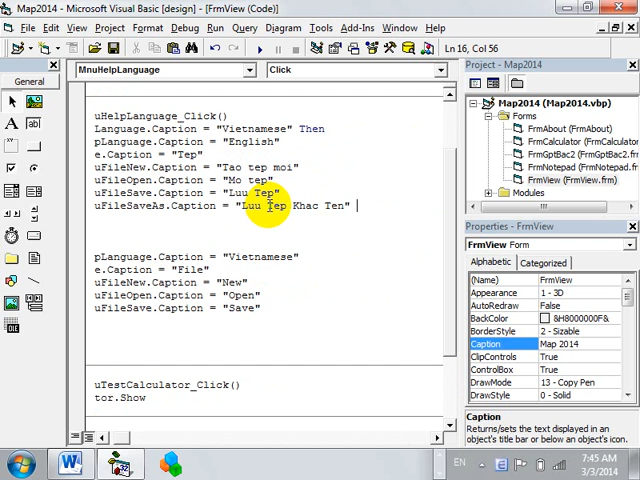 Map2014 - Microsoft Visual Basic [design] - [FrmView (Code)]
File Edit View Project Format Debug Run Query Diagram Tools Add-Ins Window Help
Ln 16, Col 56
General
MnuHelpLanguage
Click
uHelpLanguage_Click()
Language.Caption = "Vietnamese" Then
pLanguage.Caption = "English"
e.Caption = "Tep"
uFileNew.Caption = "Tao tep moi"
uFileOpen.Caption = "Mo tep"
uFileSave.Caption = "Luu Tep"
uFileSaveAs.Caption = "Luu Tep Khac Ten"
pLanguage.Caption = "Vietnamese"
e.Caption = "File"
uFileNew.Caption = "New"
uFileOpen.Caption = "Open"
uFileSave.Caption = "Save"
uTestCalculator_Click()
tor.Show
Project - Map2014
Map2014 (Map2014.vbp)
Forms
FrmAbout (FrmAbout.frm)
FrmGptBac2 (FrmGptBac2.frm)
FrmNotepad (FrmNotepad.frm)
FrmView (FrmView.frm)
Modules
Properties - FrmView
FrmView Form
Alphabetic Categorized
(Name) FrmView
Appearance 1 - 3D
AutoRedraw False
BackColor &H8000000F&
BorderStyle 2 - Sizable
Caption Map 2014
ClipControls True
ControlBox True
DrawMode 13 - Copy Pen
DrawStyle 0 - Solid
Caption
Returns/sets the text displayed in an object's title bar or below an object's icon.
EN
7:45 AM
3/3/2014